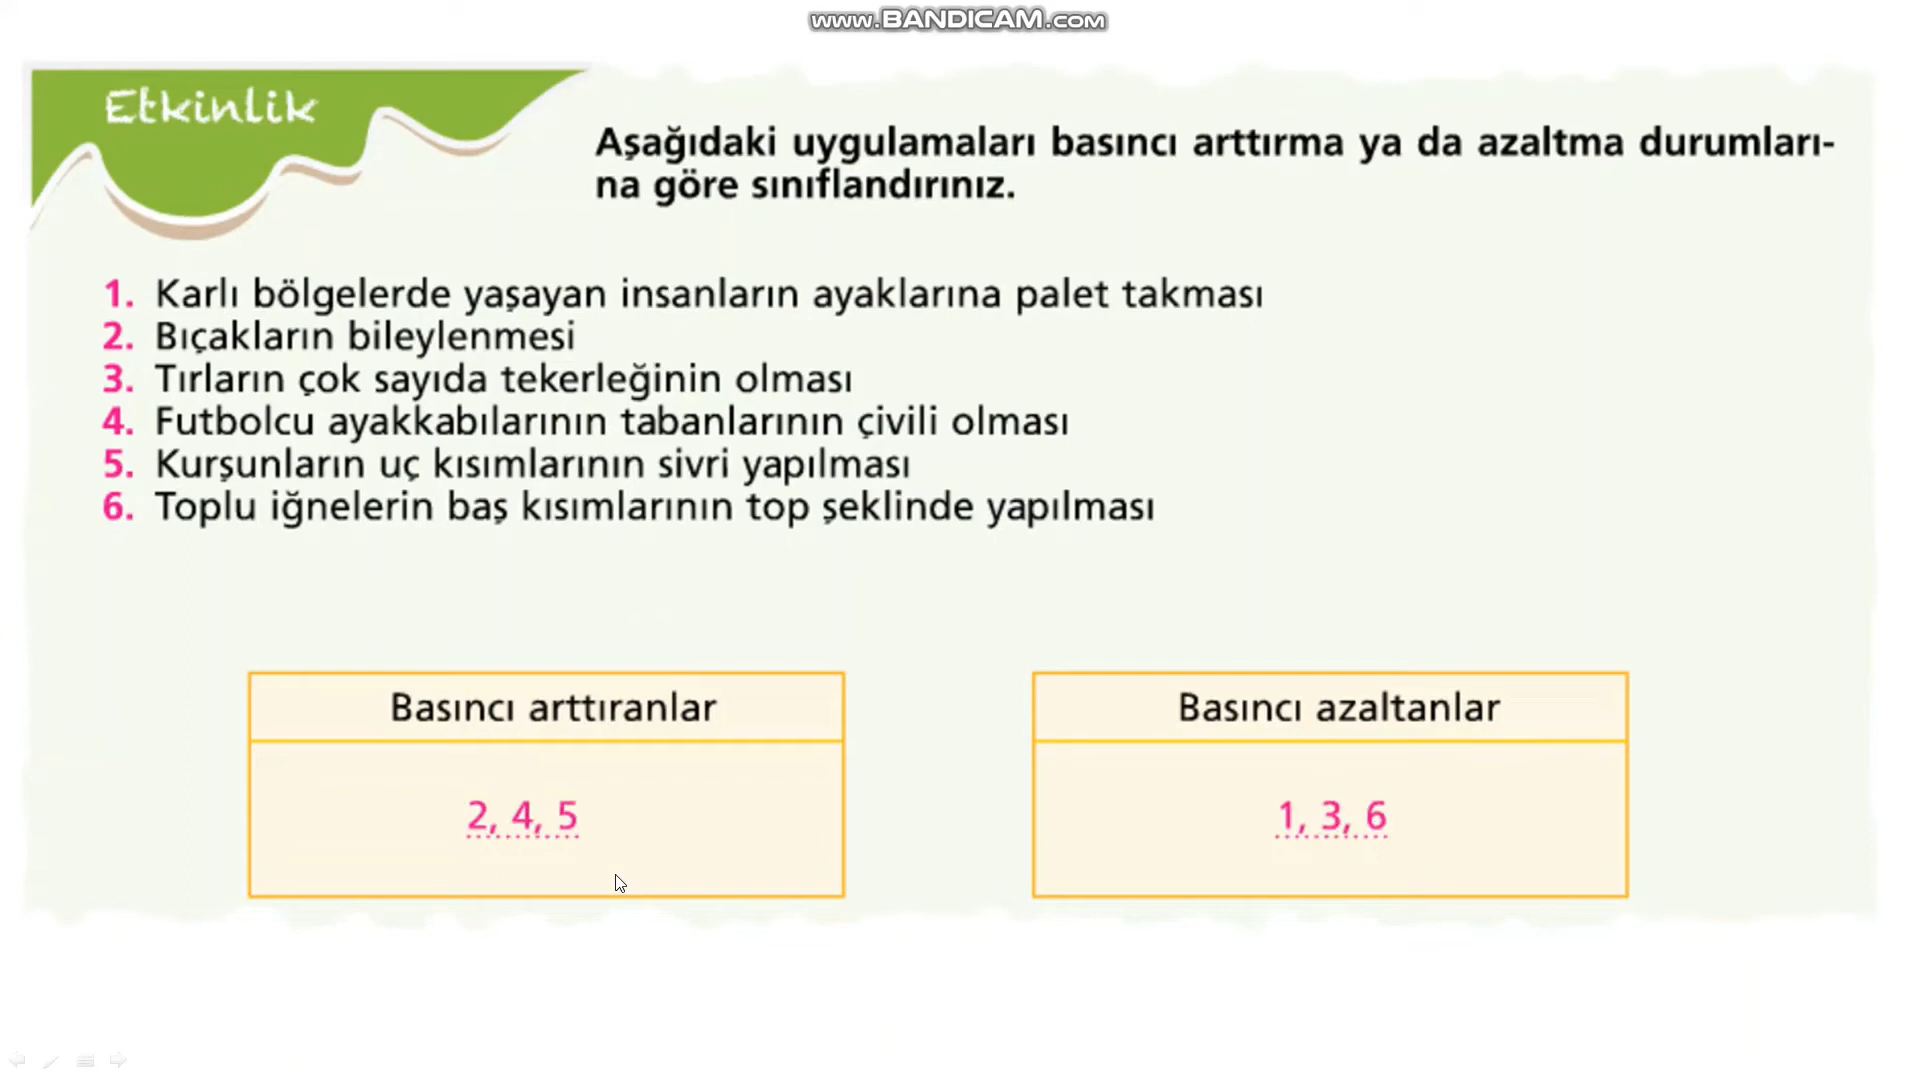 www.BANDICAM.com
Etkinlik
Aşağıdaki uygulamaları basıncı arttırma ya da azaltma durumları-
na göre sınıflandırınız.
1. Karlı bölgelerde yaşayan insanların ayaklarına palet takması
2. Bıçakların bileylenmesi
3. Tırların çok sayıda tekerleğinin olması
4. Futbolcu ayakkabılarının tabanlarının çivili olması
5. Kurşunların uç kısımlarının sivri yapılması
6. Toplu iğnelerin baş kısımlarının top şeklinde yapılması
Basıncı arttıranlar
2, 4, 5
Basıncı azaltanlar
1, 3, 6